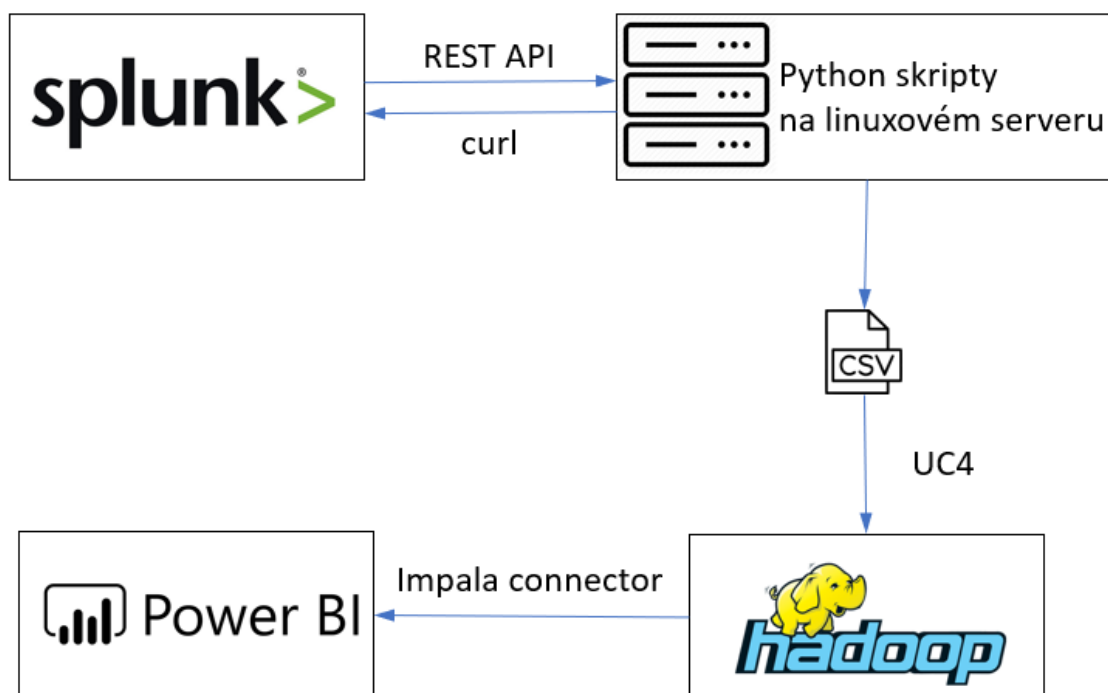 splunk>®
REST API
curl
Python skripty
na linuxovém serveru
CSV
UC4
Impala connector
Power BI
hadoop